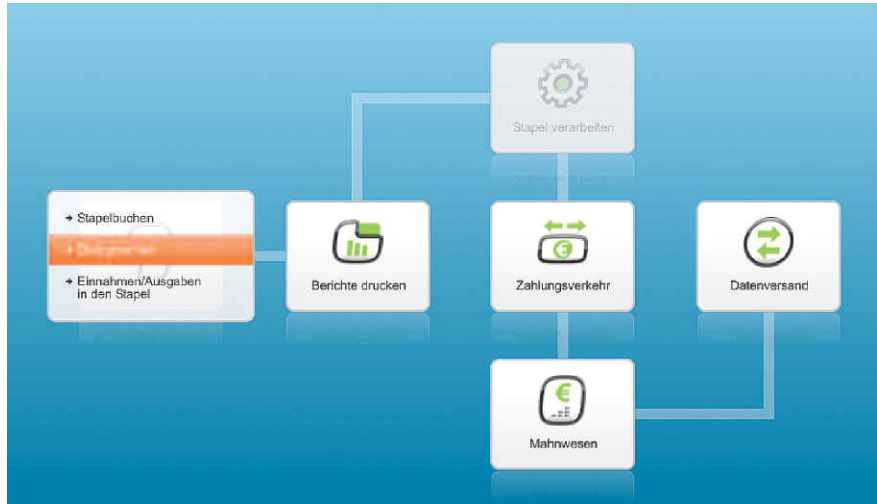 Stapel verarbeiten
→ Stapelbuchen
→ Einnahmen/Ausgaben
in den Stapel
Berichte drucken
Zahlungsverkehr
Datenversand
Mahnwesen